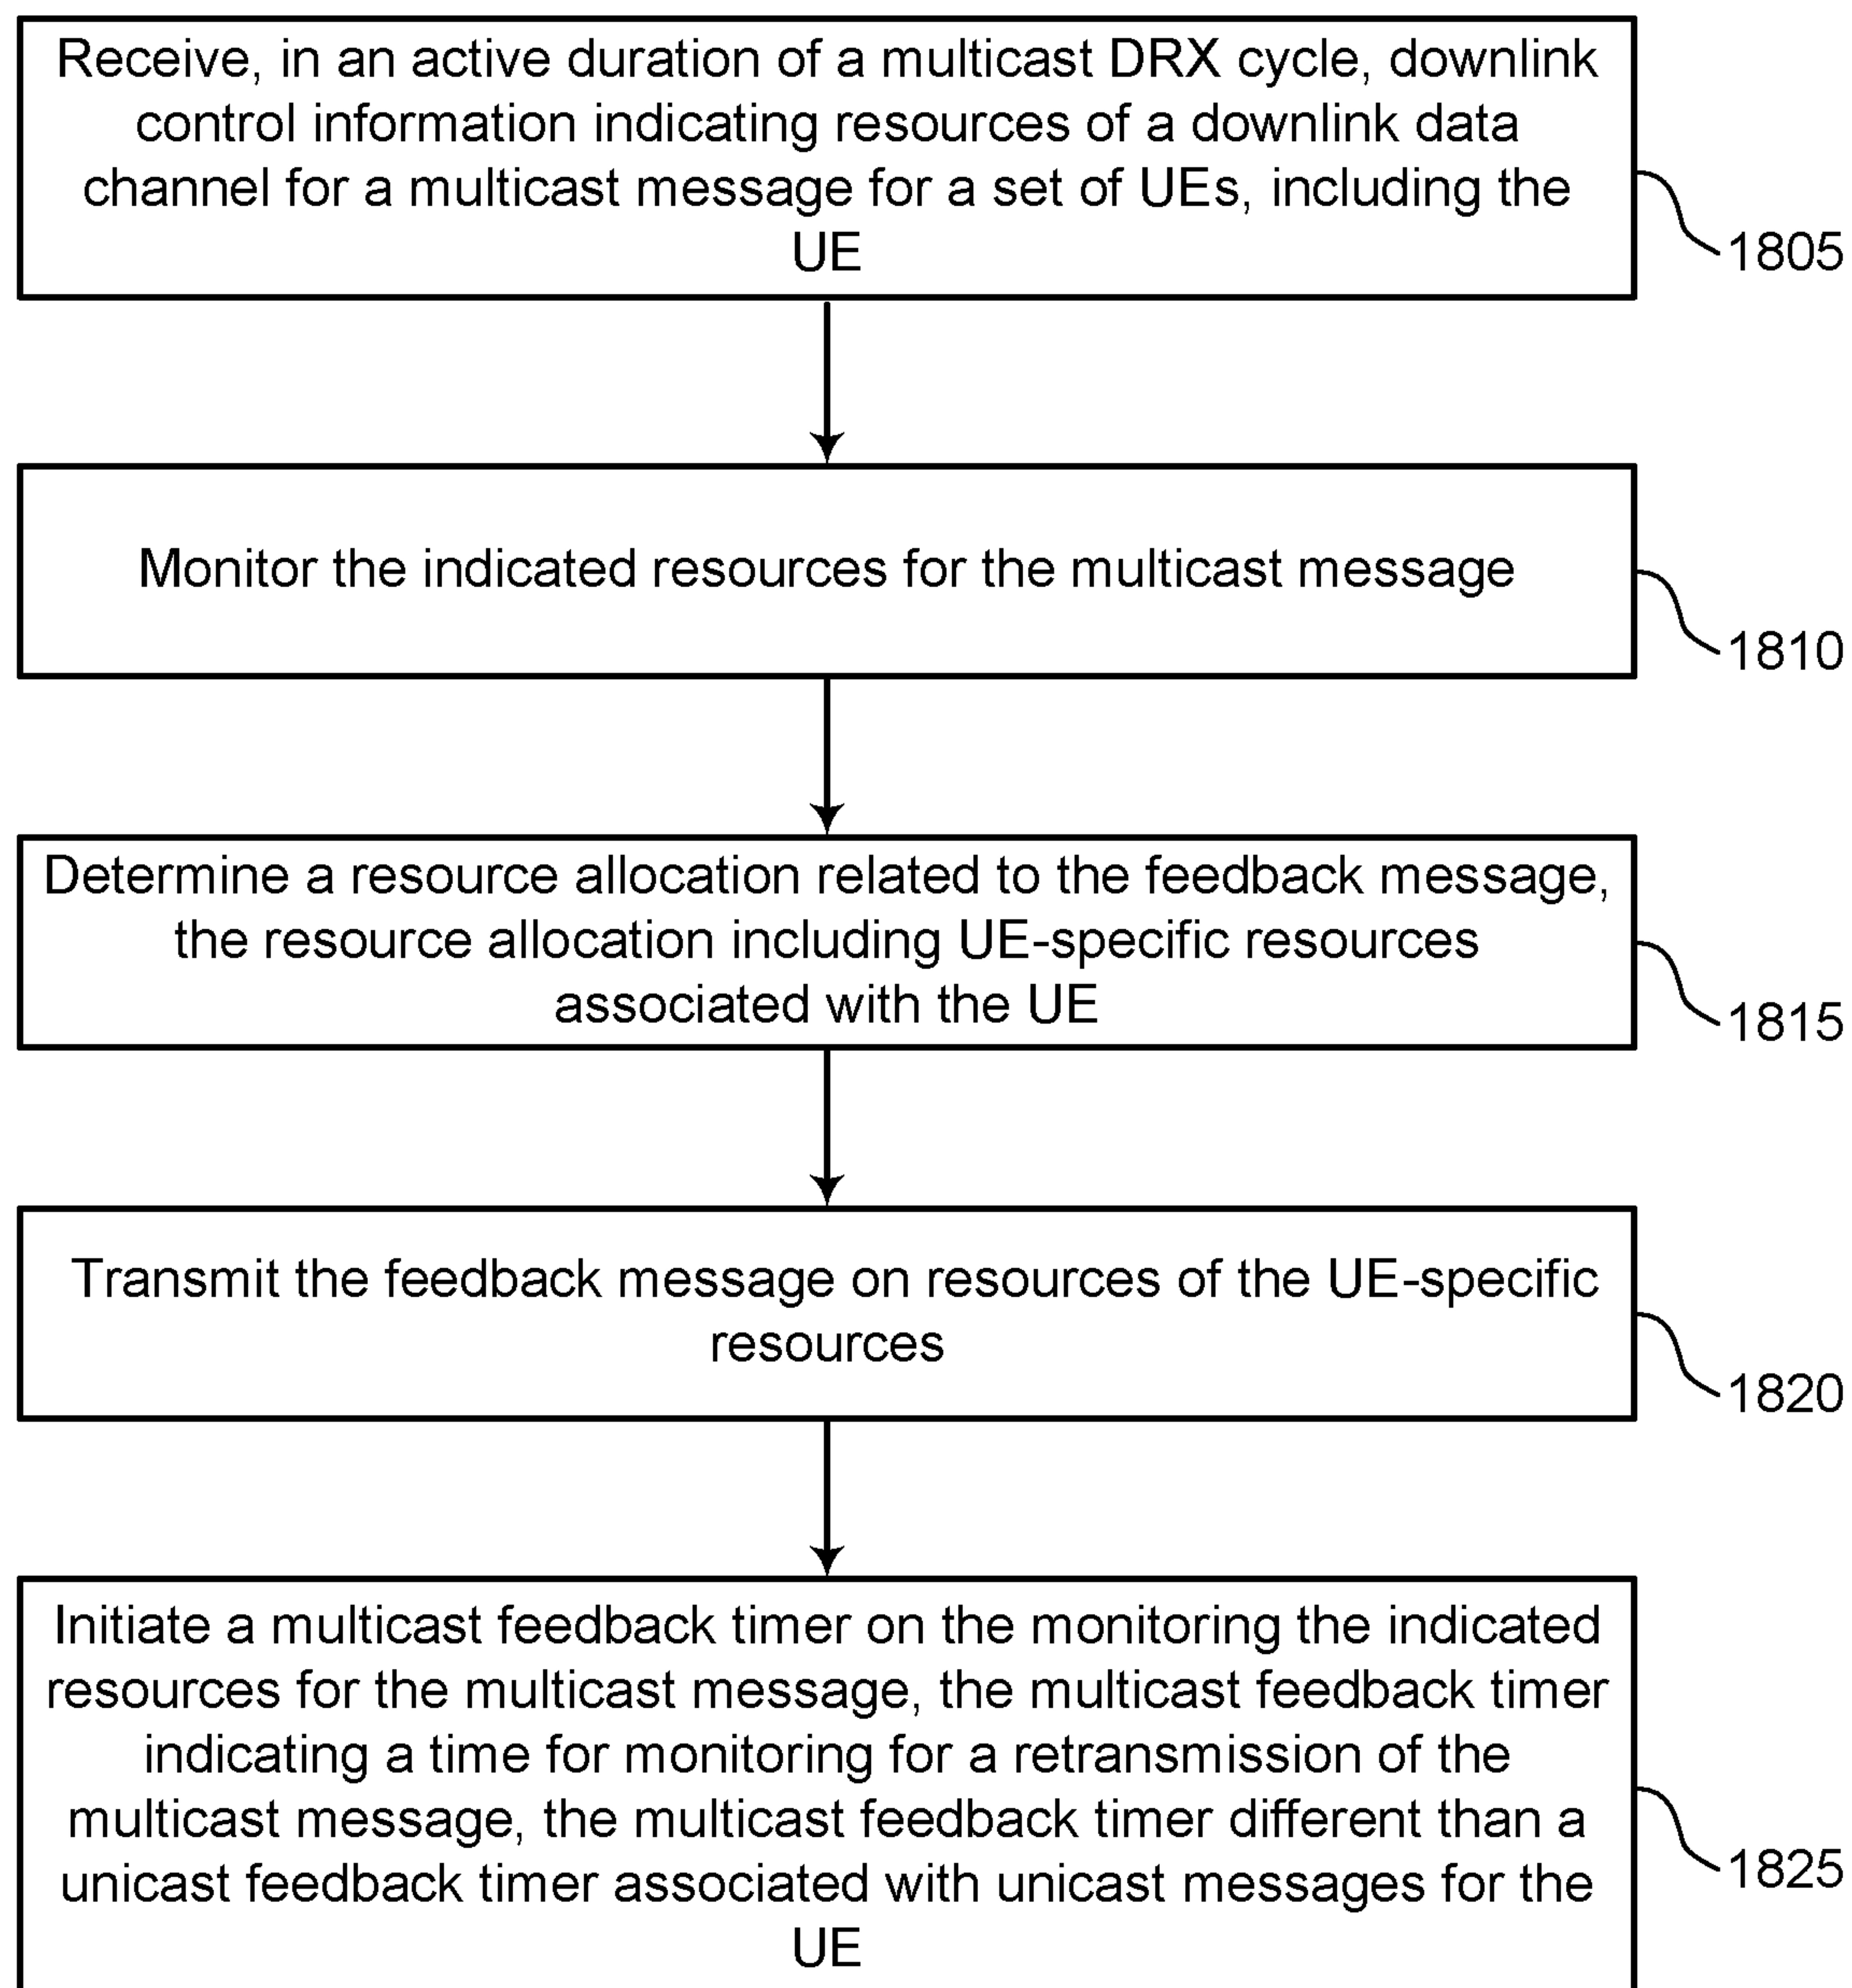 Receive, in an active duration of a multicast DRX cycle, downlink
control information indicating resources of a downlink data
channel for a multicast message for a set of UEs, including the
UE
1805
Monitor the indicated resources for the multicast message
1810
Determine a resource allocation related to the feedback message,
the resource allocation including UE-specific resources
associated with the UE
1815
Transmit the feedback message on resources of the UE-specific
resources
1820
Initiate a multicast feedback timer on the monitoring the indicated
resources for the multicast message, the multicast feedback timer
indicating a time for monitoring for a retransmission of the
multicast message, the multicast feedback timer different than a
unicast feedback timer associated with unicast messages for the
UE
1825